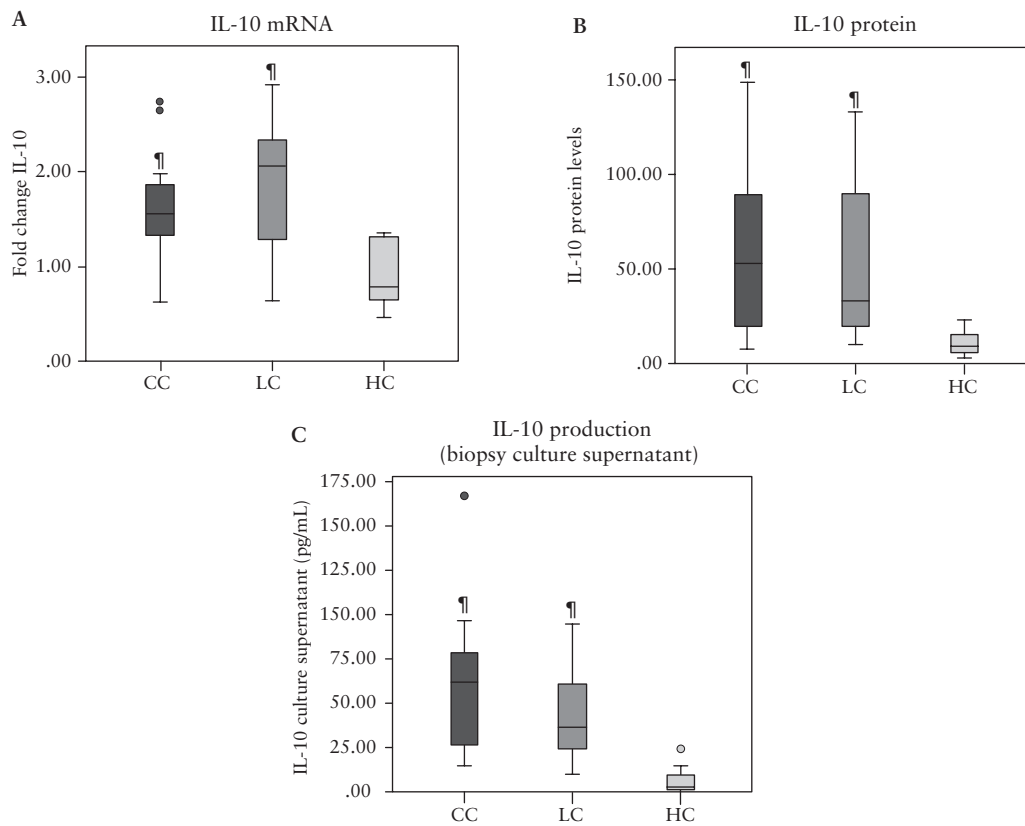 A
IL-10 mRNA
Fold change IL-10
3.00
2.00
1.00
.00
¶
¶
CC
LC
HC
B
IL-10 protein
IL-10 protein levels
150.00
100.00
50.00
.00
¶
¶
CC
LC
HC
C
IL-10 production
(biopsy culture supernatant)
IL-10 culture supernatant (pg/mL)
175.00
150.00
125.00
150.00
75.00
50.00
25.00
.00
¶
¶
CC
LC
HC